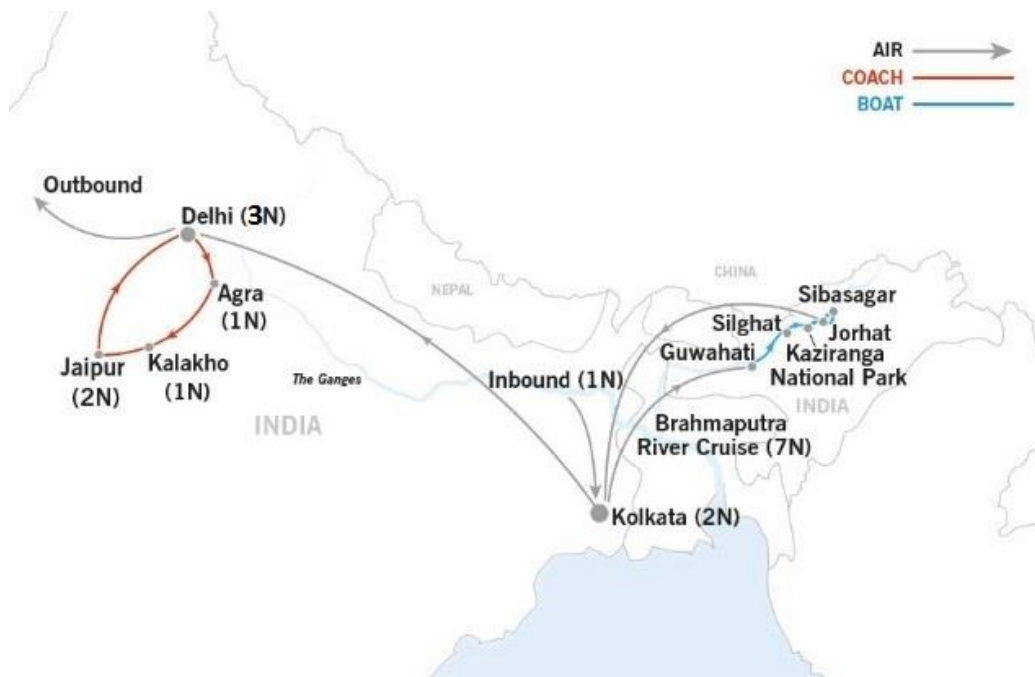 AIR
COACH
BOAT
Outbound
Delhi (3N)
Agra
(1N)
Jaipur
(2N)
Kalakho
(1N)
The Ganges
INDIA
NEPAL
CHINA
Sibasagar
Silghat
Jorhat
Guwahati
Kaziranga
National Park
INDIA
Inbound (1N)
Brahmaputra
River Cruise (7N)
Kolkata (2N)